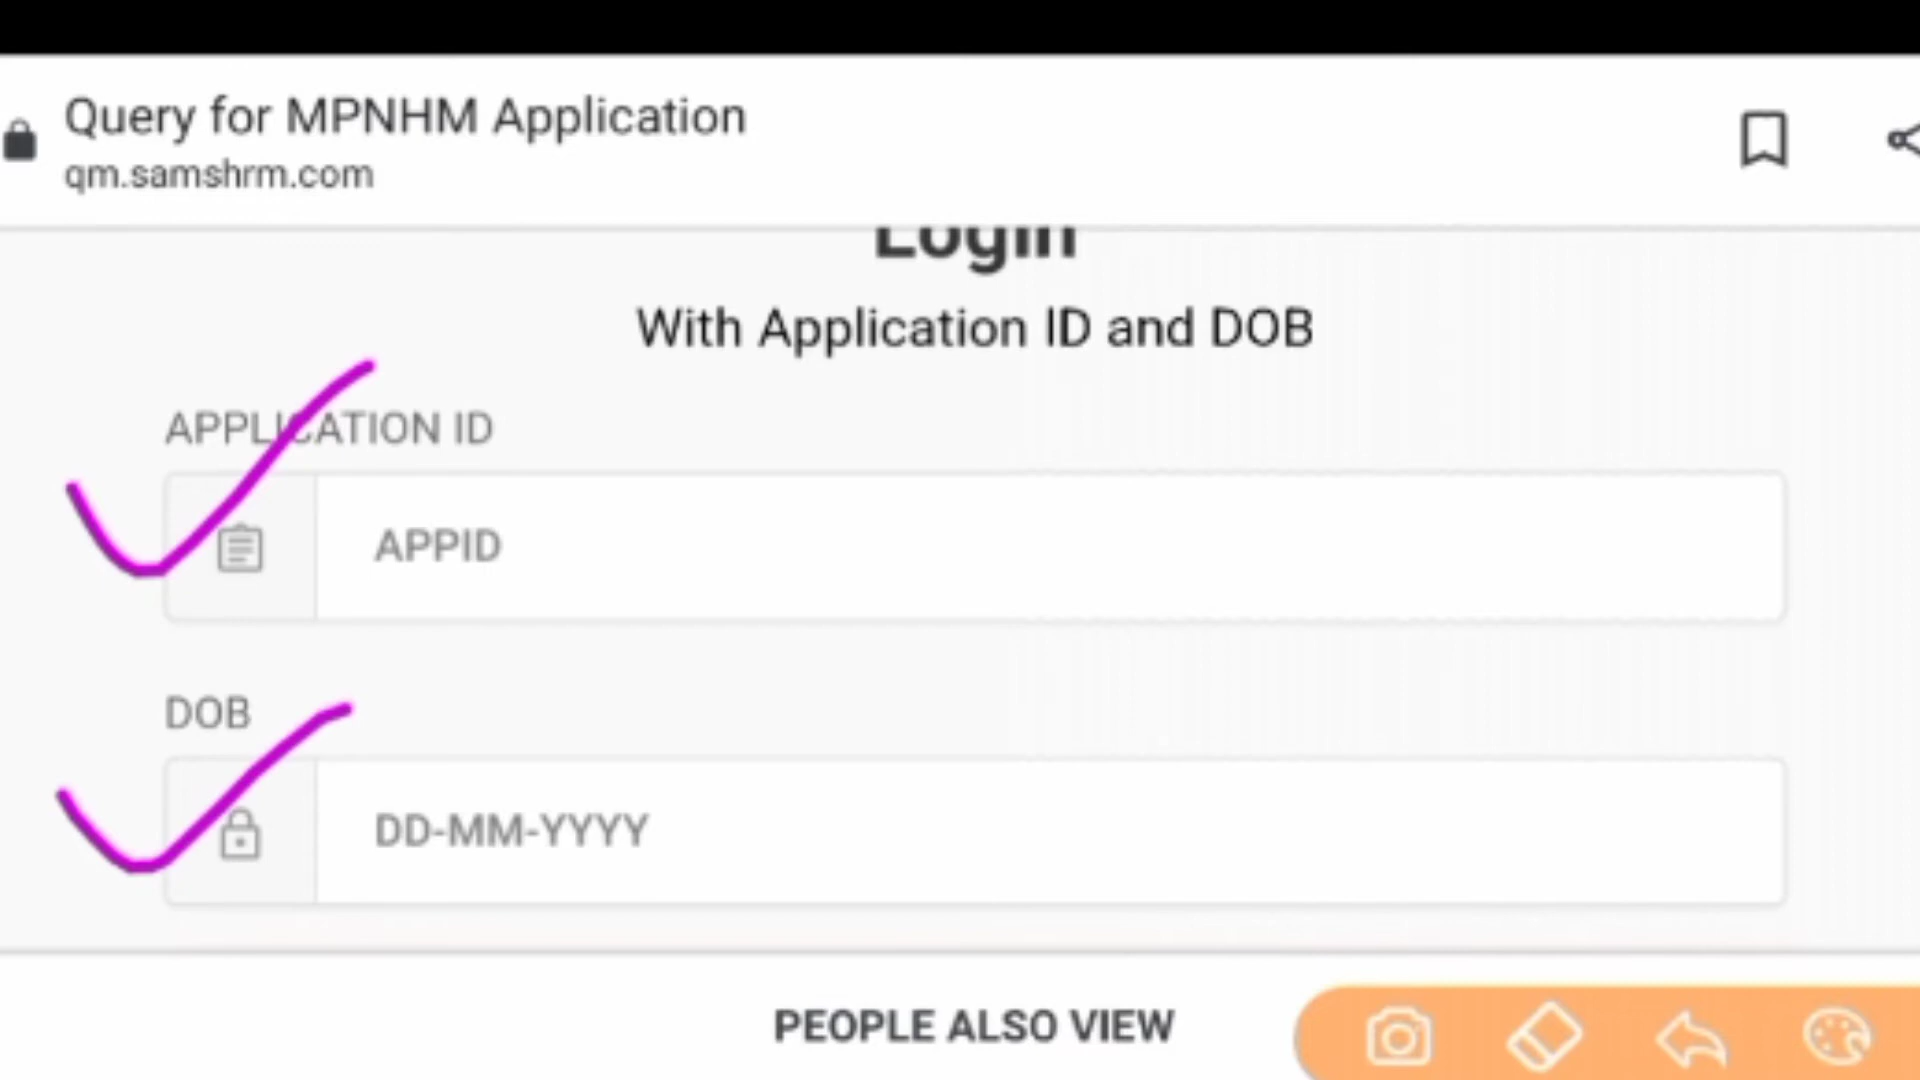 Query for MPNHM Application
qm.samshrm.com
Login
With Application ID and DOB
APPLICATION ID
APPID
DOB
DD-MM-YYYY
PEOPLE ALSO VIEW